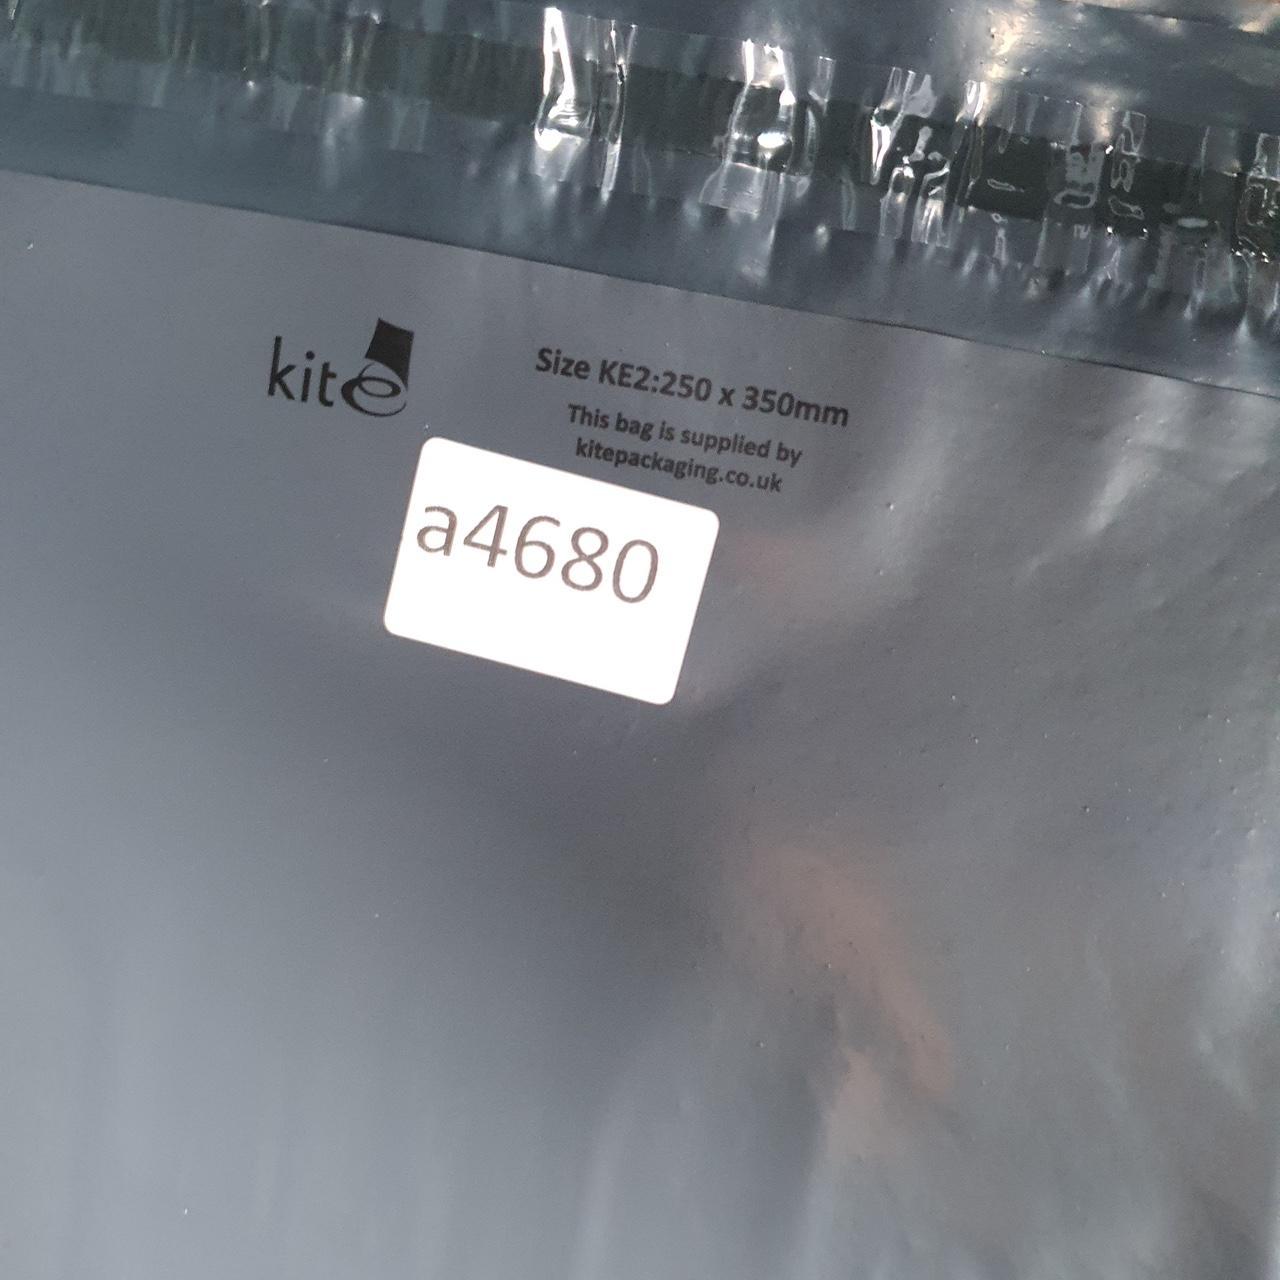 kite
Size KE2:250 x 350mm
This bag is supplied by
kitepackaging.co.uk
a4680